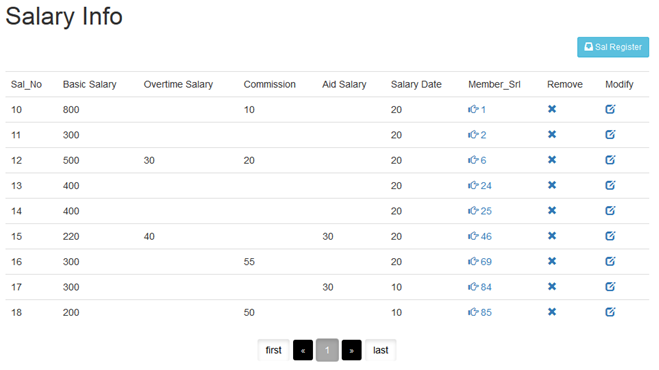 Salary Info
Sal Register
Sal_No Basic Salary Overtime Salary Commission Aid Salary Salary Date Member_Srl Remove Modify
10 800 10 20 1
11 300 20 2
12 500 30 20 20 6
13 400 20 24
14 400 20 25
15 220 40 30 20 46
16 300 55 20 69
17 300 30 10 84
18 200 50 10 85
first « 1 » last